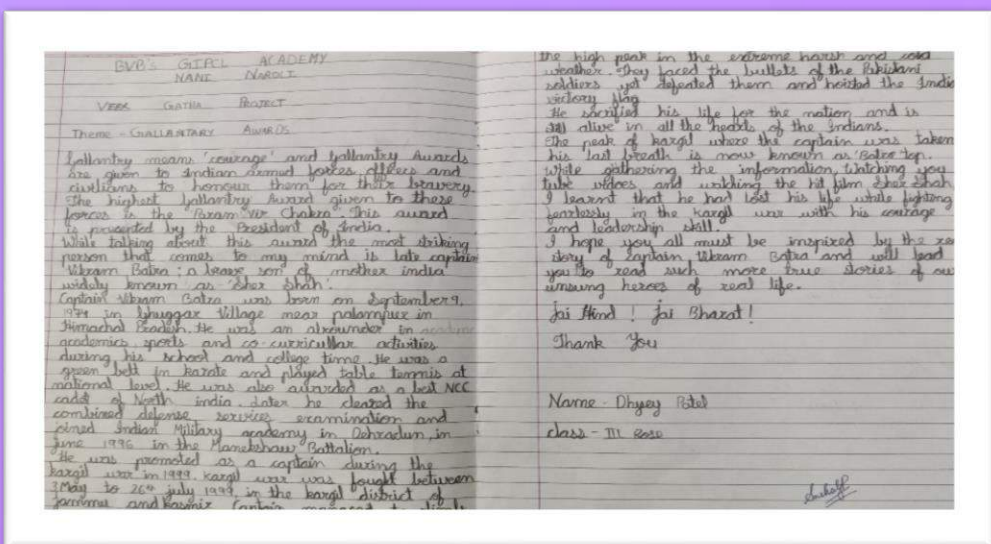 BVB's GIPCL ACADEMY
NANI NAROLI
VEER GATHA PROJECT
Theme - GALLANTARY AWARDS
Gallantry means 'courage' and Gallantry Awards
are given to Indian armed forces, officers and
civilians to honour them for their bravery.
The highest Gallantry Award given to these
forces is the Param Vir Chakra. This award
is presented by the President of India.
While talking about this award the most striking
person that comes to my mind is late captain
Vikram Batra: a brave son of mother india
widely known as 'Sher Shah'.
Captain Vikram Batra was born on September 9,
1974 in Ghuggar Village near palampur in
Himachal Pradesh. He was an allrounder in
academics, sports and co-curricullar activities
during his school and college time. He was a
green belt in karate and played table tennis at
national level. He was also awarded as a best NCC
cadet of North india. Later he cleared the
combined defense services examination and
joined Indian Military academy in Dehradun, in
June 1996 in the Manekshaw Battalion.
He was promoted as a captain during the
kargil war in 1999. kargil war was fought between
3 May to 26th july 1999 in the kargil district of
Jammu and Kasmir Captain managed to climb
the high peak in the extreme harsh and cold
weather. They faced the bullets of the Pakistani
soldiers yet defeated them and hoisted the India
victory flag
He sacrified his life for the nation and is
still alive in all the hearts of the indians.
The peak of kargil where the captain was taken
his last breath is now known as 'Batra top.
while gathering the information, Watching you
tube vidoes and watching the hit film Sher Shah
I learnt that he had lost his life while fighting
fearlessly in the kargil war with his courage
and leadership skill.
I hope you all must be inspired by the rea
story of Captain Vikram Batra and will lead
you to read such more true stories of ou
unsung heroes of real life.
Jai Hind ! Jai Bharat !
Thank You
Name - Dhyey Patel
class - III Rose